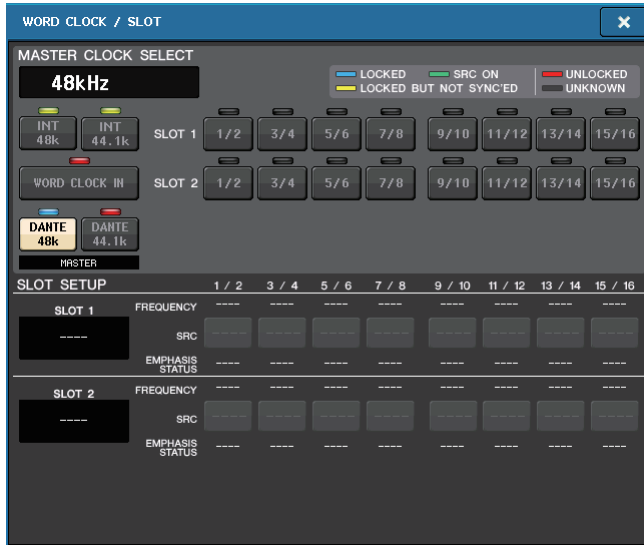 WORD CLOCK / SLOT
MASTER CLOCK SELECT
48kHz
LOCKED SRC ON UNLOCKED
LOCKED BUT NOT SYNC'ED UNKNOWN
INT 48k INT 44.1k SLOT 1 1/2 3/4 5/6 7/8 9/10 11/12 13/14 15/16
WORD CLOCK IN SLOT 2 1/2 3/4 5/6 7/8 9/10 11/12 13/14 15/16
DANTE 48k DANTE 44.1k
MASTER
SLOT SETUP 1 / 2 3 / 4 5 / 6 7 / 8 9 / 10 11 / 12 13 / 14 15 / 16
SLOT 1 FREQUENCY ---- ---- ---- ---- ---- ---- ---- ----
---- SRC ---- ---- ---- ---- ---- ---- ---- ----
EMPHASIS STATUS ---- ---- ---- ---- ---- ---- ---- ----
SLOT 2 FREQUENCY ---- ---- ---- ---- ---- ---- ---- ----
---- SRC ---- ---- ---- ---- ---- ---- ---- ----
EMPHASIS STATUS ---- ---- ---- ---- ---- ---- ---- ----